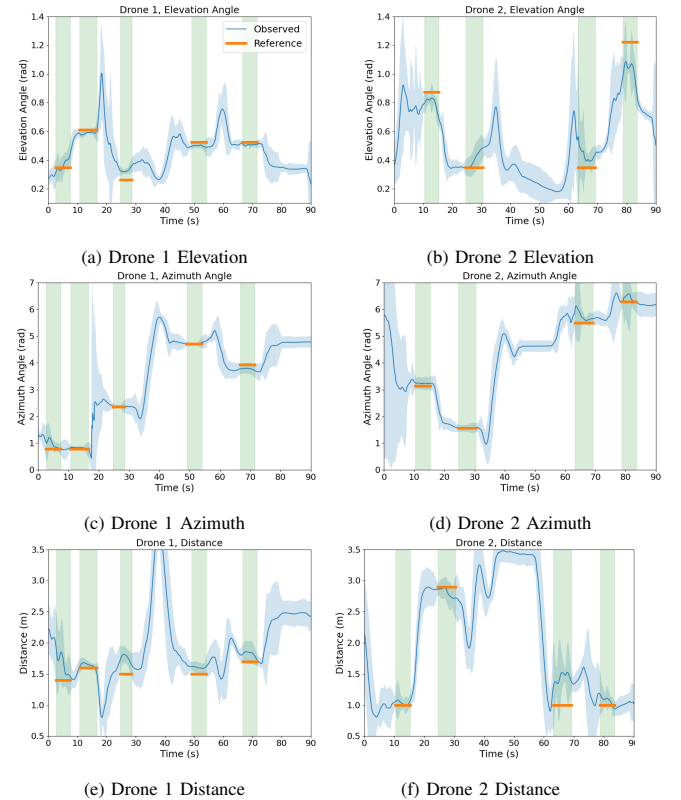 Drone 1, Elevation Angle
1.4
1.2
1.0
0.8
0.6
0.4
0.2
Elevation Angle (rad)
Observed
Reference
0 10 20 30 40 50 60 70 80 90
Time (s)
(a) Drone 1 Elevation
Drone 2, Elevation Angle
1.4
1.2
1.0
0.8
0.6
0.4
0.2
Elevation Angle (rad)
0 10 20 30 40 50 60 70 80 90
Time (s)
(b) Drone 2 Elevation
Drone 1, Azimuth Angle
7
6
5
4
3
2
1
0
Azimuth Angle (rad)
0 10 20 30 40 50 60 70 80 90
Time (s)
(c) Drone 1 Azimuth
Drone 2, Azimuth Angle
7
6
5
4
3
2
1
0
Azimuth Angle (rad)
0 10 20 30 40 50 60 70 80 90
Time (s)
(d) Drone 2 Azimuth
Drone 1, Distance
3.5
3.0
2.5
2.0
1.5
1.0
0.5
Distance (m)
0 10 20 30 40 50 60 70 80 90
Time (s)
(e) Drone 1 Distance
Drone 2, Distance
3.5
3.0
2.5
2.0
1.5
1.0
0.5
Distance (m)
0 10 20 30 40 50 60 70 80 90
Time (s)
(f) Drone 2 Distance